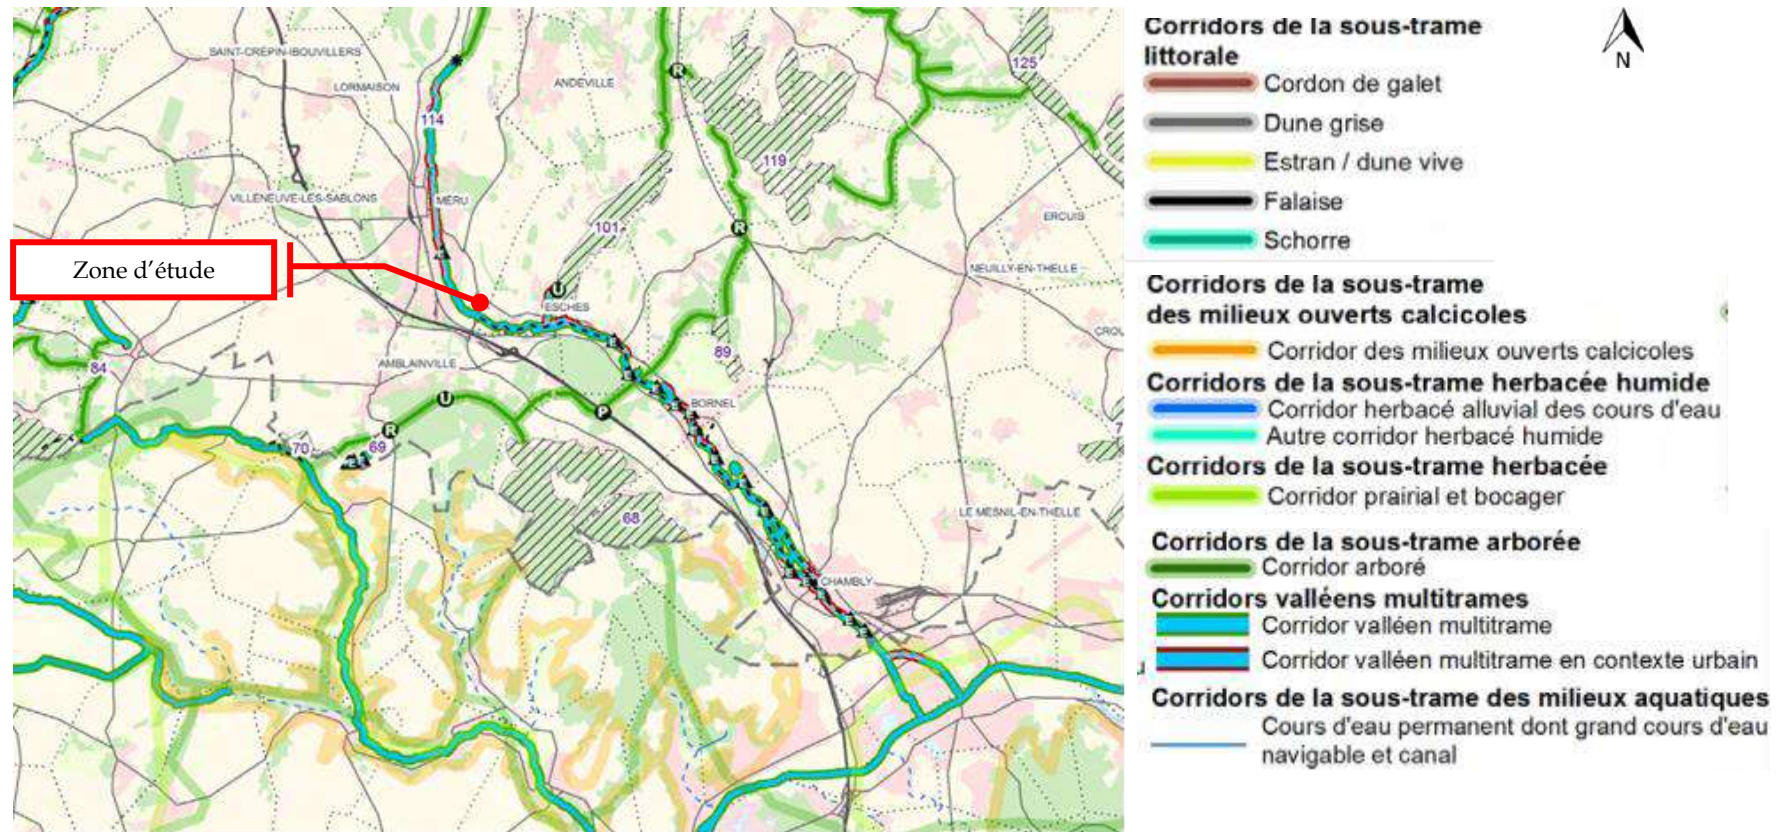 SAINT-CREPIN-IBOUVILLERS
LORMAISON
ANDEVILLE
125
114
119
VILLENEUVE-LES-SABLONS
MERU
101
ERCUIS
R
R
Zone d'étude
NEUILLY-EN-THELLE
U
ESCHES
CROU
84
AMBLAINVILLE
89
U
P
BORNEL
R
70
69
7
68
LE MESNIL-EN-THELLE
CHAMBLY
Corridors de la sous-trame
littorale
Cordon de galet
Dune grise
Estran / dune vive
Falaise
Schorre
N
Corridors de la sous-trame
des milieux ouverts calcicoles
Corridor des milieux ouverts calcicoles
Corridors de la sous-trame herbacée humide
Corridor herbacé alluvial des cours d'eau
Autre corridor herbacé humide
Corridors de la sous-trame herbacée
Corridor prairial et bocager
Corridors de la sous-trame arborée
Corridor arboré
Corridors valléens multitrames
Corridor valléen multitrame
Corridor valléen multitrame en contexte urbain
Corridors de la sous-trame des milieux aquatiques
Cours d'eau permanent dont grand cours d'eau
navigable et canal